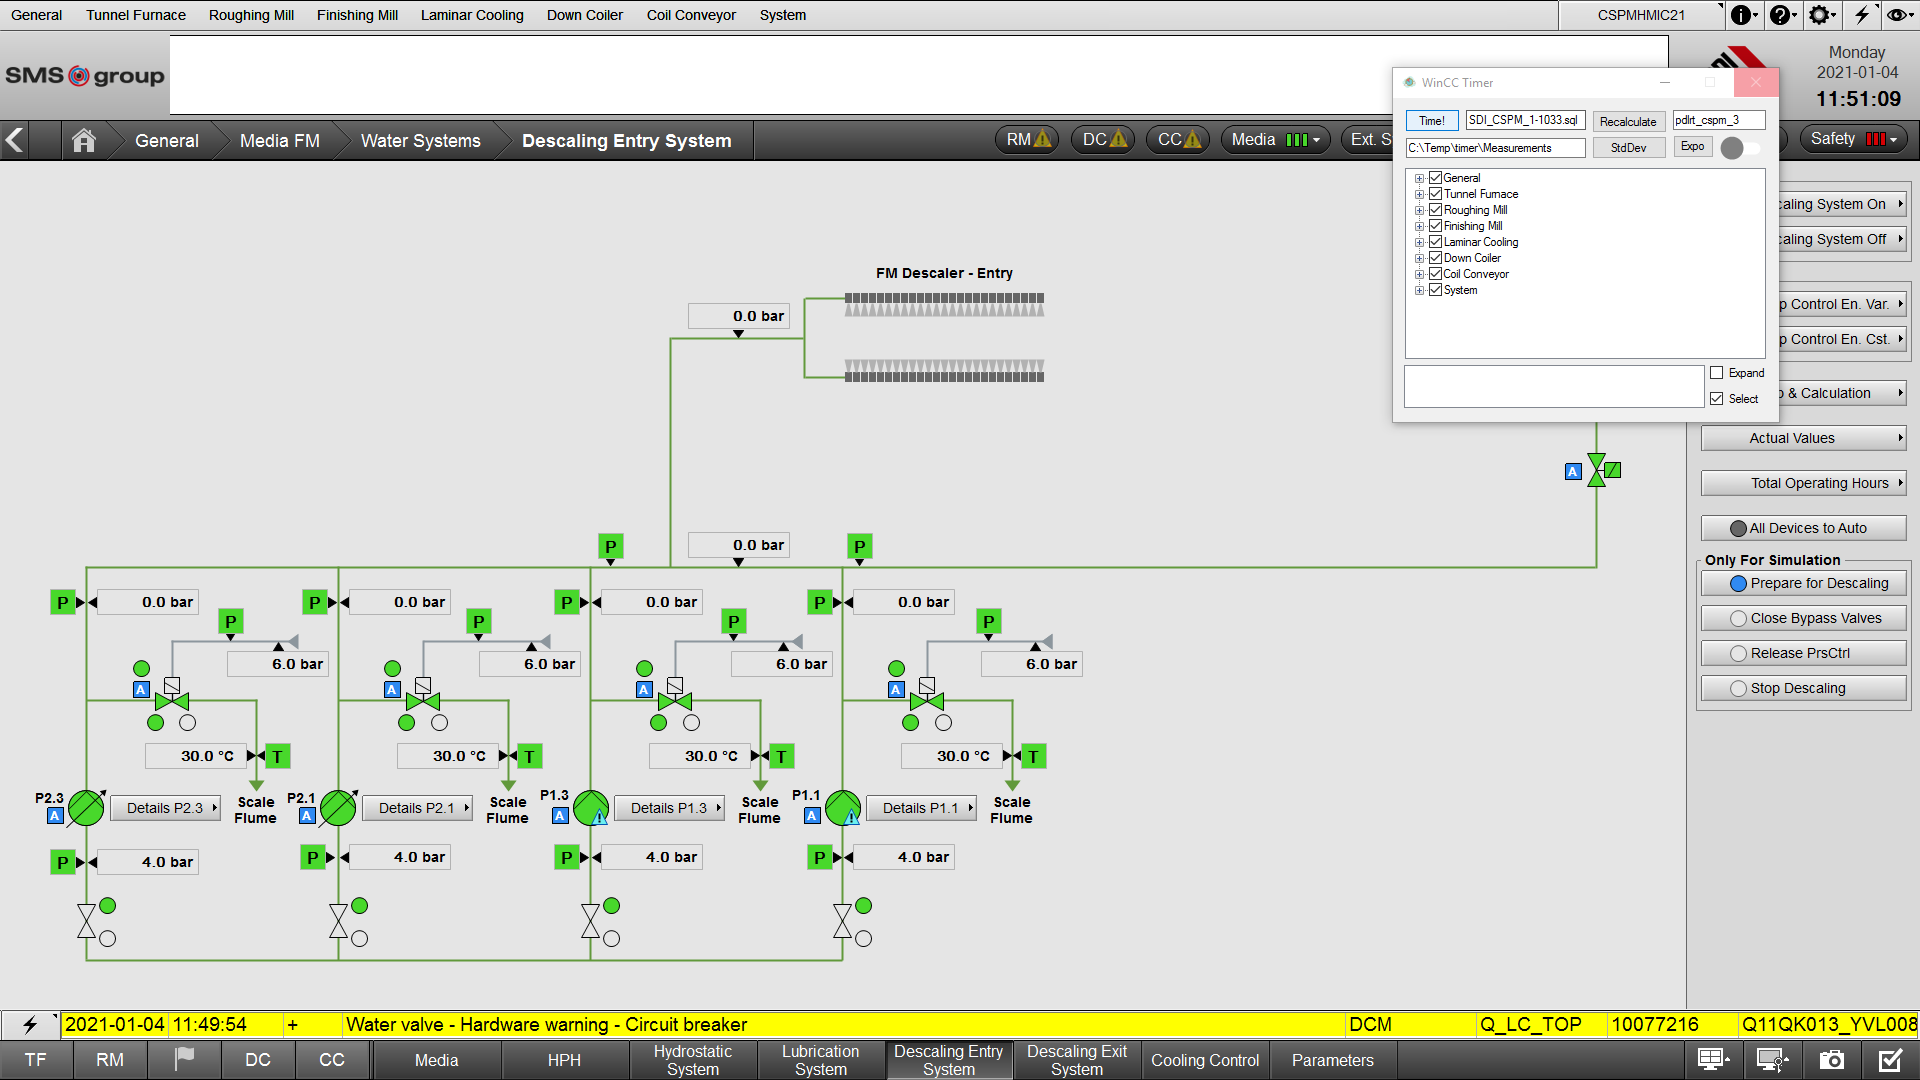 General Tunnel Furnace Roughing Mill Finishing Mill Laminar Cooling Down Coiler Coil Conveyor System CSPMHMIC21
SMS group
Monday
2021-01-04
11:51:09
General Media FM Water Systems Descaling Entry System RM DC CC Media Ext. S Safety
WinCC Timer
Time! SDI_CSPM_1-1033.sql Recalculate pdlrt_cspm_3
C:\Temp\timer\Measurements StdDev Expo
General
Tunnel Furnace
Roughing Mill
Finishing Mill
Laminar Cooling
Down Coiler
Coil Conveyor
System
Expand
Select
caling System On
caling System Off
p Control En. Var.
p Control En. Cst.
& Calculation
Actual Values
Total Operating Hours
All Devices to Auto
Only For Simulation
Prepare for Descaling
Close Bypass Valves
Release PrsCtrl
Stop Descaling
FM Descaler - Entry
0.0 bar
A
P 0.0 bar P
P 0.0 bar P 0.0 bar P 0.0 bar P 0.0 bar
P P P P
6.0 bar 6.0 bar 6.0 bar 6.0 bar
A A A A
30.0 °C T 30.0 °C T 30.0 °C T 30.0 °C T
P2.3 A Details P2.3 Scale Flume P2.1 A Details P2.1 Scale Flume P1.3 A Details P1.3 Scale Flume P1.1 A Details P1.1 Scale Flume
P 4.0 bar P 4.0 bar P 4.0 bar P 4.0 bar
2021-01-04 11:49:54 + Water valve - Hardware warning - Circuit breaker DCM Q_LC_TOP 10077216 Q11QK013_YVL008
TF RM DC CC Media HPH Hydrostatic System Lubrication System Descaling Entry System Descaling Exit System Cooling Control Parameters